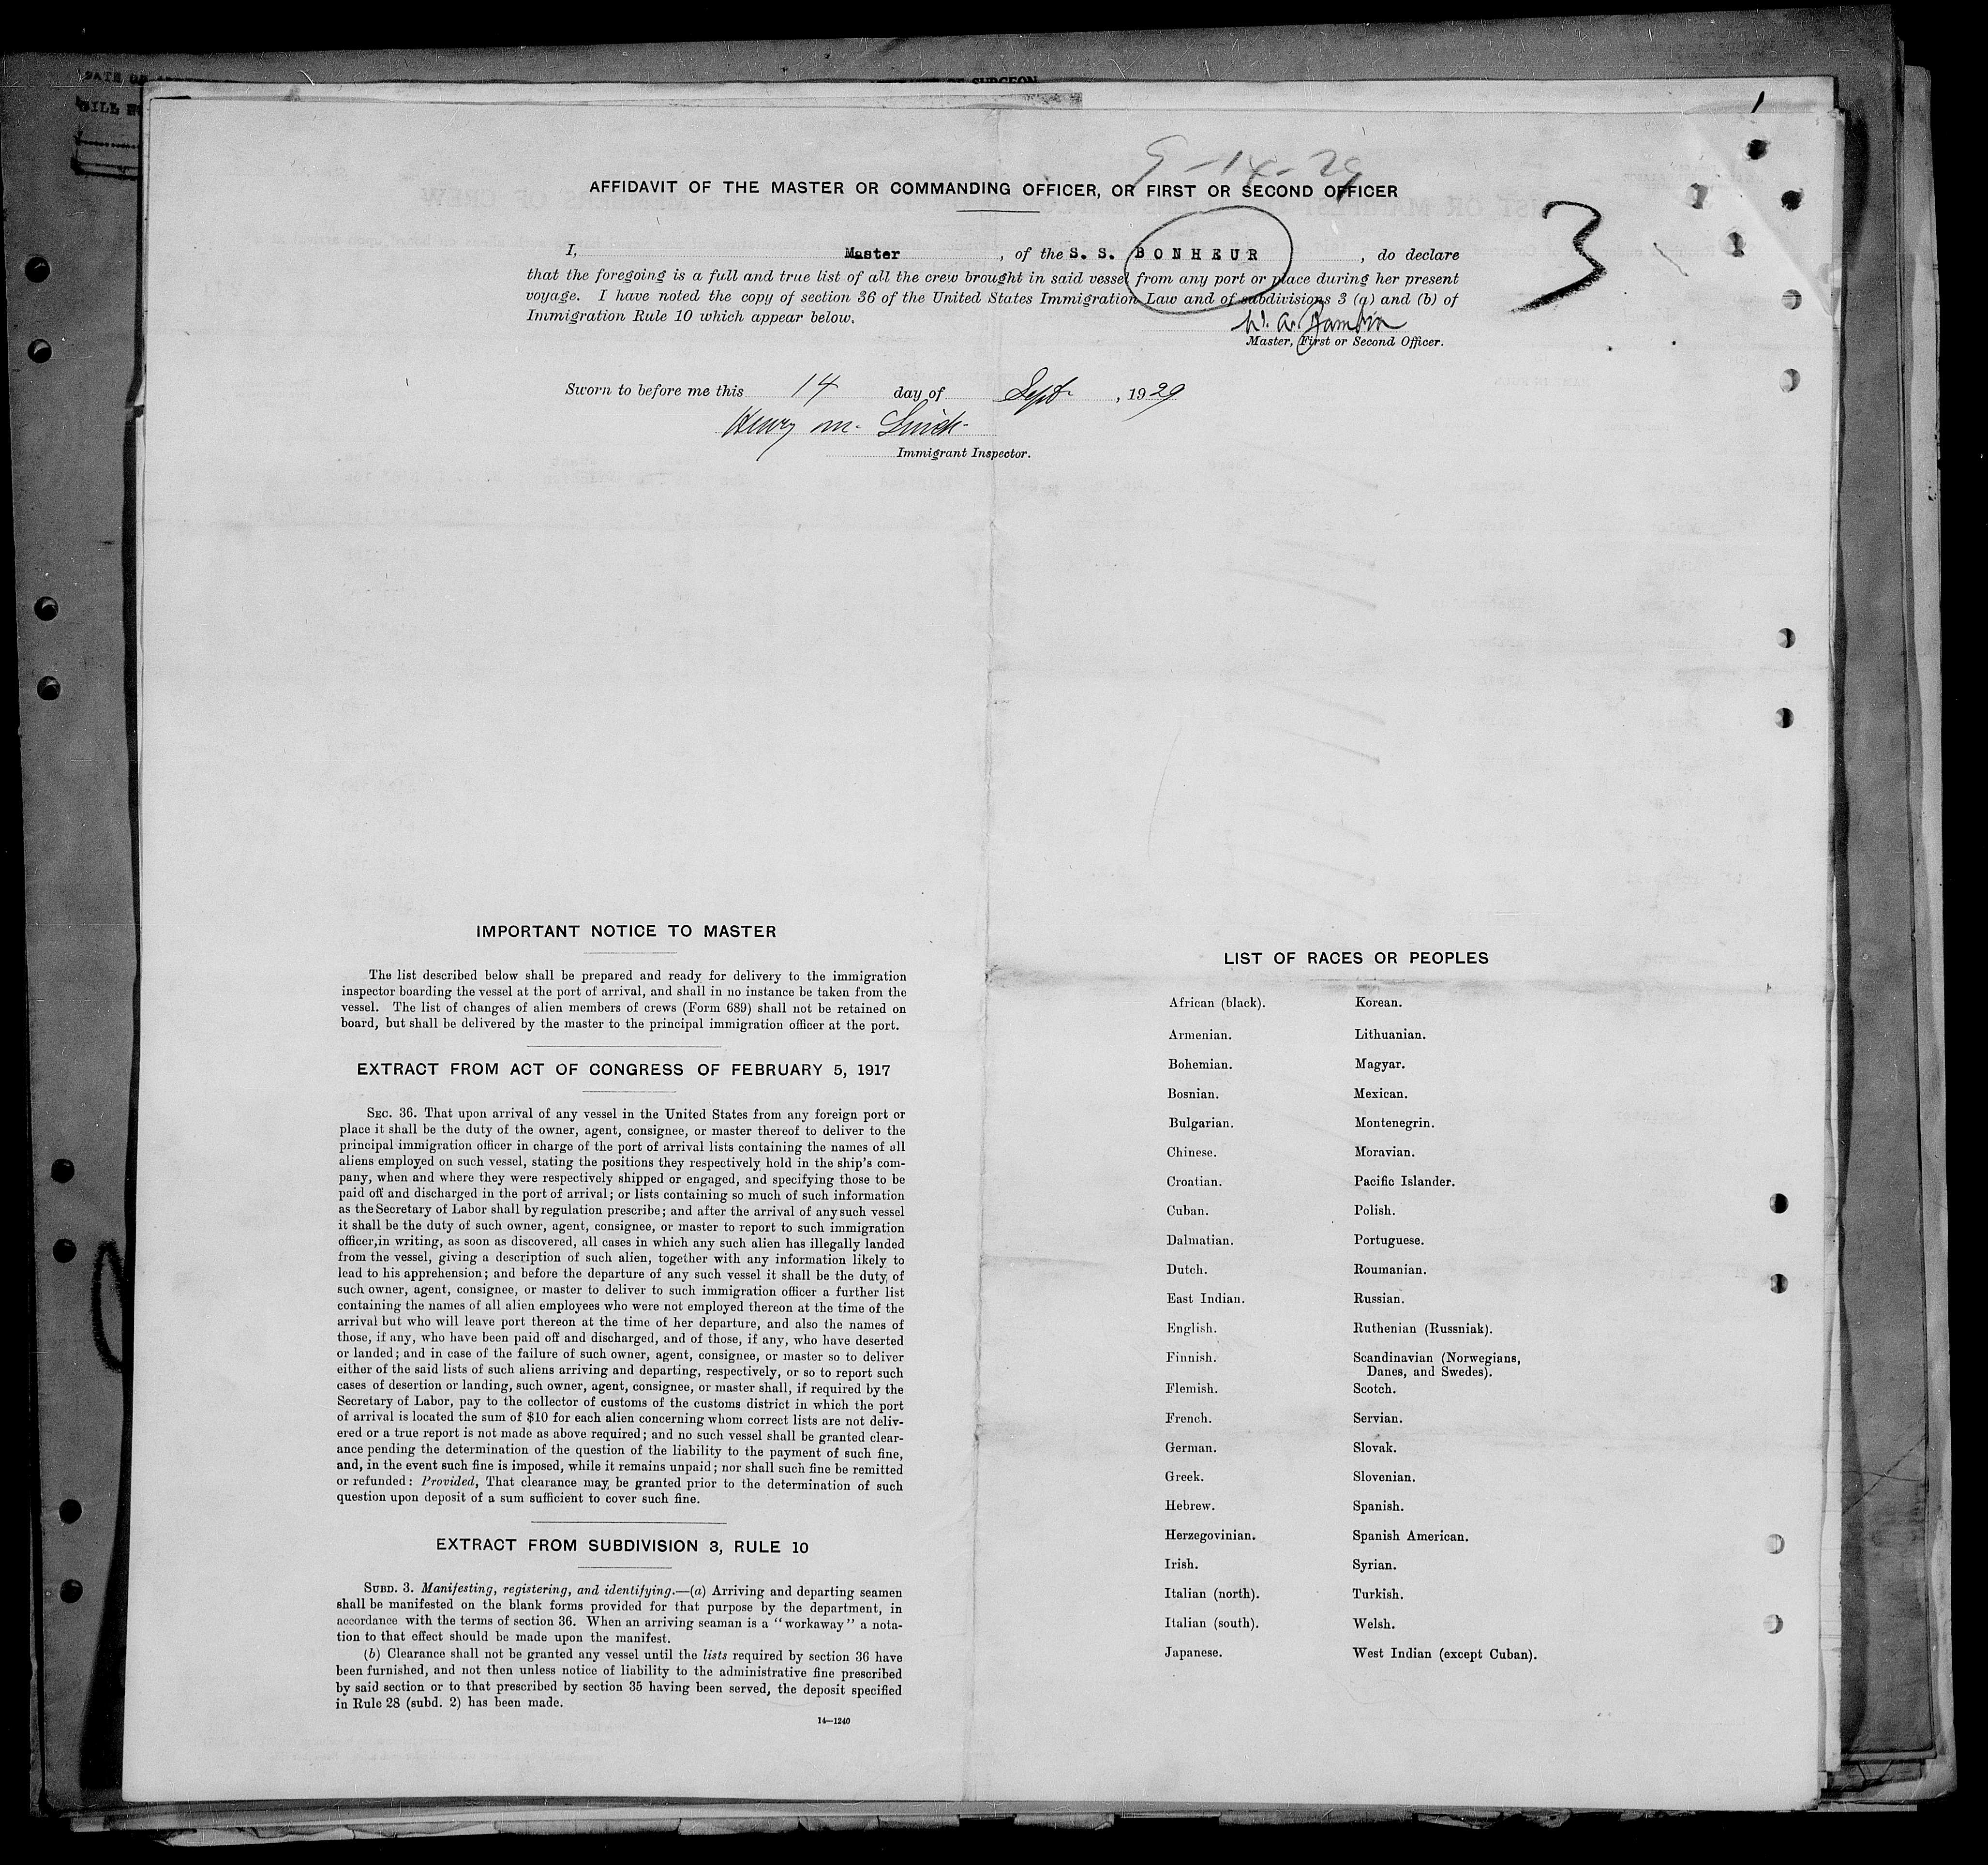 9-14-29
AFFIDAVIT OF THE MASTER OR COMMANDING OFFICER, OR FIRST OR SECOND OFFICER
3
I, Master, of the S. S. BONHEUR, do declare
that the foregoing is a full and true list of all the crew brought in said vessel from any port or place during her present
voyage. I have noted the copy of section 36 of the United States Immigration Law and of subdivisions 3 (a) and (b) of
Immigration Rule 10 which appear below.
Master, First or Second Officer.
Sworn to before me this 14 day of Sept, 1929
Henry M.
Immigrant Inspector.
IMPORTANT NOTICE TO MASTER
The list described below shall be prepared and ready for delivery to the immigration
inspector boarding the vessel at the port of arrival, and shall in no instance be taken from the
vessel. The list of changes of alien members of crews (Form 689) shall not be retained on
board, but shall be delivered by the master to the principal immigration officer at the port.
EXTRACT FROM ACT OF CONGRESS OF FEBRUARY 5, 1917
SEC. 36. That upon arrival of any vessel in the United States from any foreign port or
place it shall be the duty of the owner, agent, consignee, or master thereof to deliver to the
principal immigration officer in charge of the port of arrival lists containing the names of all
aliens employed on such vessel, stating the positions they respectively hold in the ship's com-
pany, when and where they were respectively shipped or engaged, and specifying those to be
paid off and discharged in the port of arrival; or lists containing so much of such information
as the Secretary of Labor shall by regulation prescribe; and after the arrival of any such vessel
it shall be the duty of such owner, agent, consignee, or master to report to such immigration
officer, in writing, as soon as discovered, all cases in which any such alien has illegally landed
from the vessel, giving a description of such alien, together with any information likely to
lead to his apprehension; and before the departure of any such vessel it shall be the duty of
such owner, agent, consignee, or master to deliver to such immigration officer a further list
containing the names of all alien employees who were not employed thereon at the time of the
arrival but who will leave port thereon at the time of her departure, and also the names of
those, if any, who have been paid off and discharged, and of those, if any, who have deserted
or landed; and in case of the failure of such owner, agent, consignee, or master so to deliver
either of the said lists of such aliens arriving and departing, respectively, or so to report such
cases of desertion or landing, such owner, agent, consignee, or master shall, if required by the
Secretary of Labor, pay to the collector of customs of the customs district in which the port
of arrival is located the sum of $10 for each alien concerning whom correct lists are not deliv-
ered or a true report is not made as above required; and no such vessel shall be granted clear-
ance pending the determination of the question of the liability to the payment of such fine,
and, in the event such fine is imposed, while it remains unpaid; nor shall such fine be remitted
or refunded: Provided, That clearance may be granted prior to the determination of such
question upon deposit of a sum sufficient to cover such fine.
EXTRACT FROM SUBDIVISION 3, RULE 10
SUBD. 3. Manifesting, registering, and identifying.—(a) Arriving and departing seamen
shall be manifested on the blank forms provided for that purpose by the department, in
accordance with the terms of section 36. When an arriving seaman is a "workaway" a nota-
tion to that effect should be made upon the manifest.
(b) Clearance shall not be granted any vessel until the lists required by section 36 have
been furnished, and not then unless notice of liability to the administrative fine prescribed
by said section or to that prescribed by section 35 having been served, the deposit specified
in Rule 28 (subd. 2) has been made.
14—1240
LIST OF RACES OR PEOPLES
African (black).
Armenian.
Bohemian.
Bosnian.
Bulgarian.
Chinese.
Croatian.
Cuban.
Dalmatian.
Dutch.
East Indian.
English.
Finnish.
Flemish.
French.
German.
Greek.
Hebrew.
Herzegovinian.
Irish.
Italian (north).
Italian (south).
Japanese.
Korean.
Lithuanian.
Magyar.
Mexican.
Montenegrin.
Moravian.
Pacific Islander.
Polish.
Portuguese.
Roumanian.
Russian.
Ruthenian (Russniak).
Scandinavian (Norwegians,
Danes, and Swedes).
Scotch.
Servian.
Slovak.
Slovenian.
Spanish.
Spanish American.
Syrian.
Turkish.
Welsh.
West Indian (except Cuban).